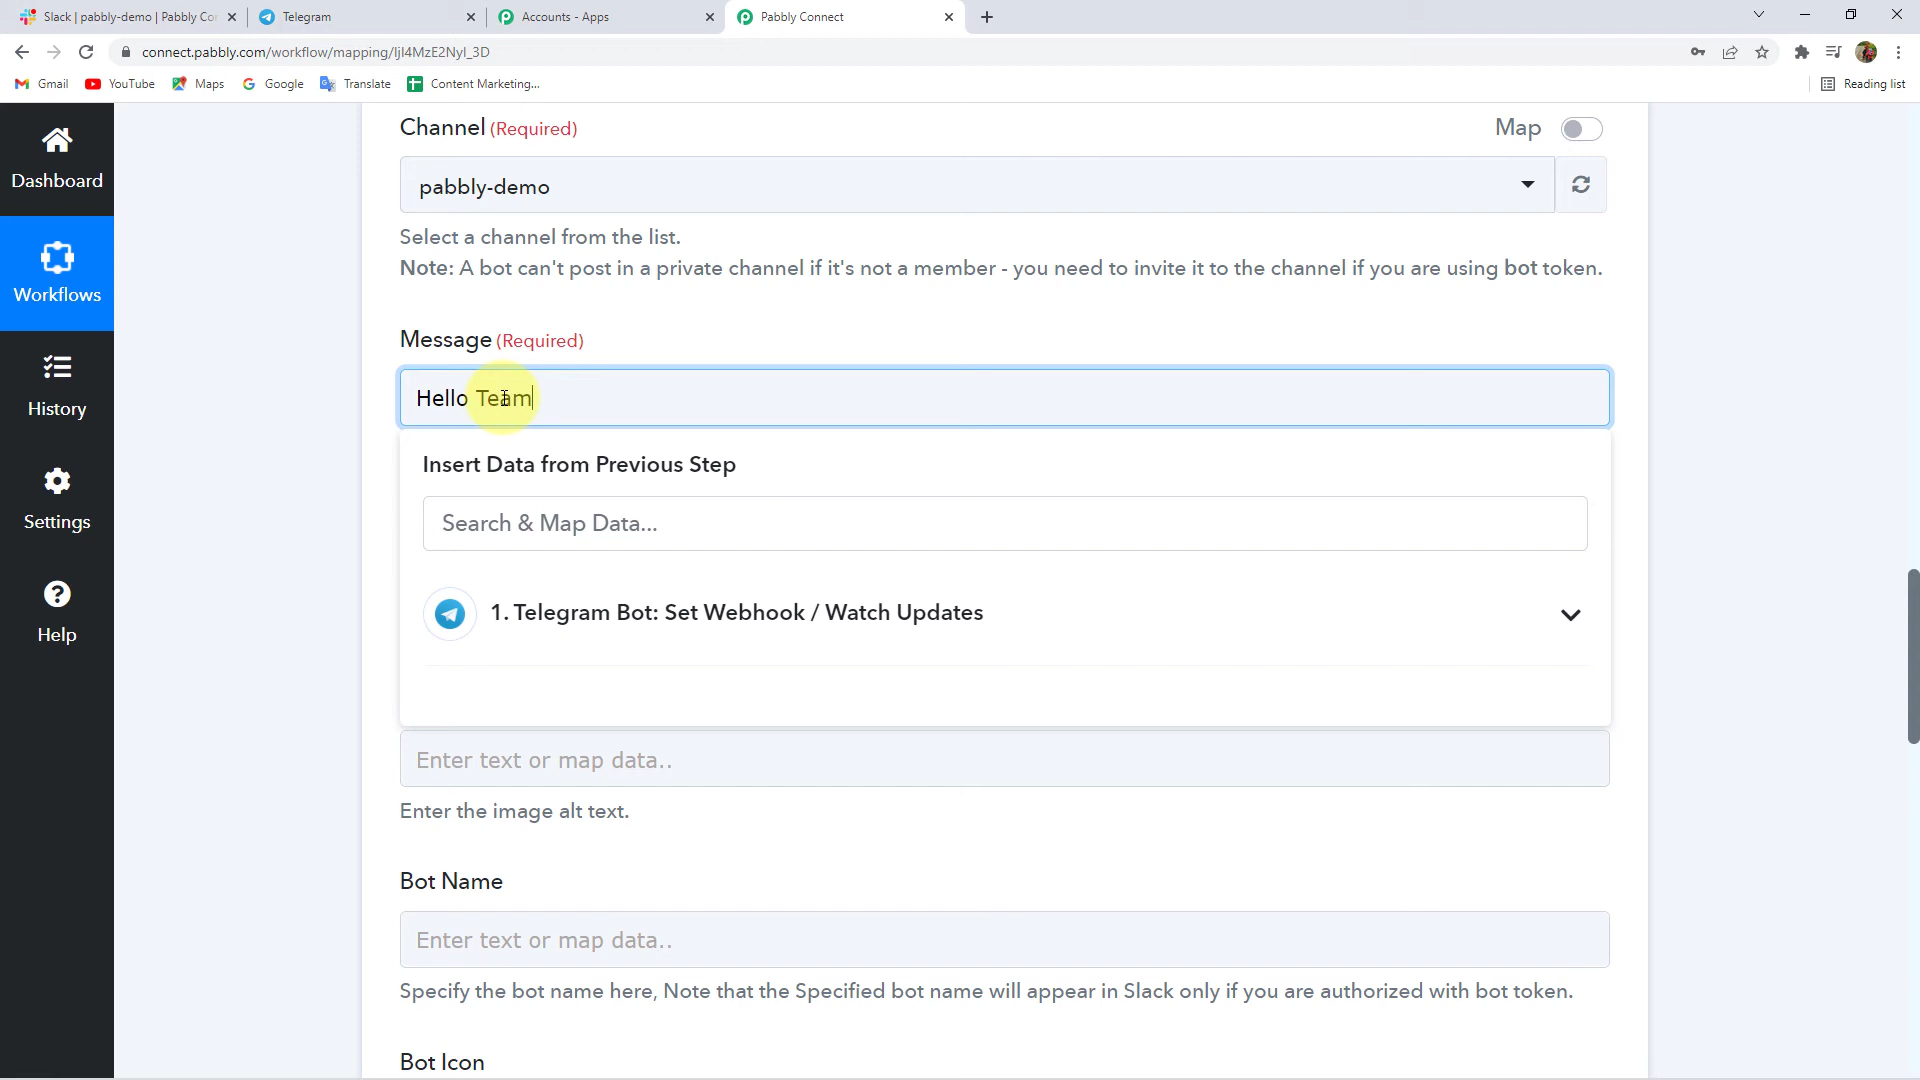 Slack | pabbly-demo | Pabbly Co
Telegram
Accounts - Apps
Pabbly Connect
connect.pabbly.com/workflow/mapping/IjI4MzE2NyI_3D
Gmail
YouTube
Maps
Google
Translate
Content Marketing...
Reading list
Dashboard
Workflows
History
Settings
Help
Channel (Required)
Map
pabbly-demo
Select a channel from the list.
Note: A bot can't post in a private channel if it's not a member - you need to invite it to the channel if you are using bot token.
Message (Required)
Hello Team
Insert Data from Previous Step
Search & Map Data...
1. Telegram Bot: Set Webhook / Watch Updates
Enter text or map data..
Enter the image alt text.
Bot Name
Enter text or map data..
Specify the bot name here, Note that the Specified bot name will appear in Slack only if you are authorized with bot token.
Bot Icon